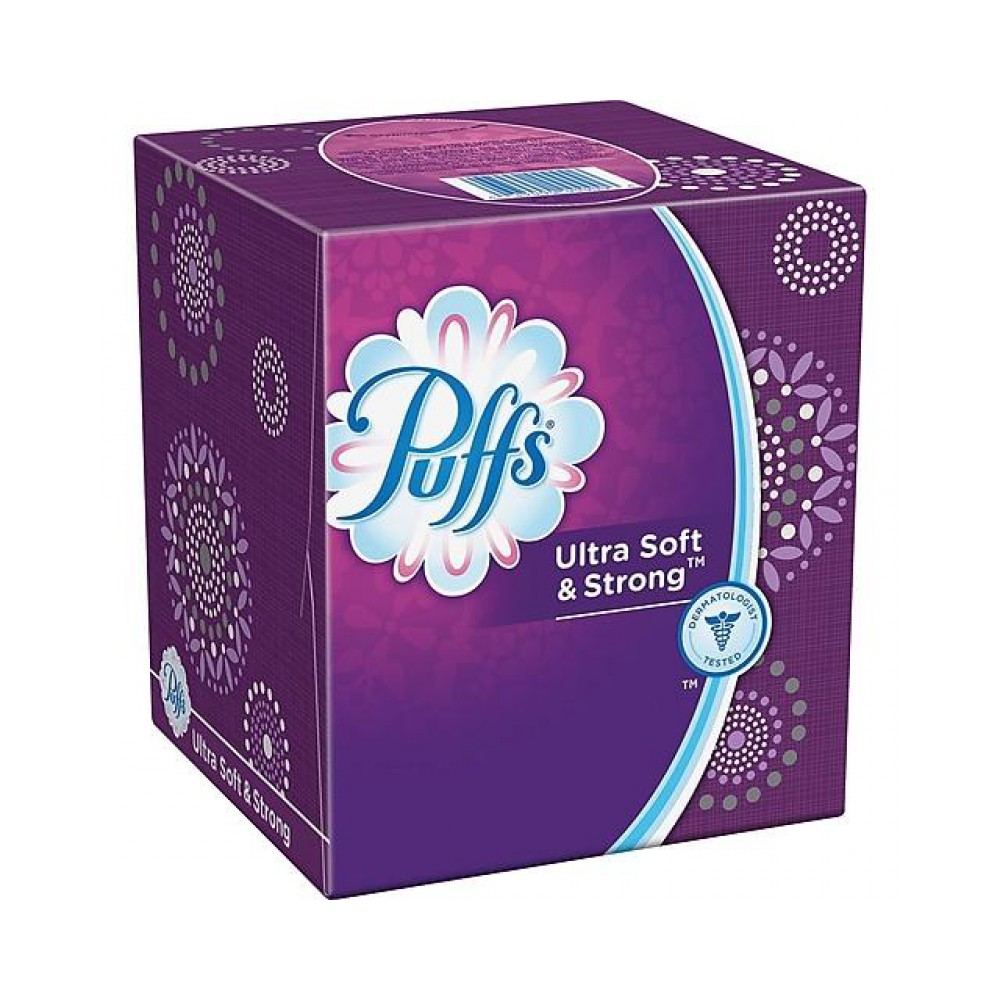 Puffs®
Ultra Soft
& Strong™
DERMATOLOGIST
TESTED
™
Puffs
Ultra Soft & Strong